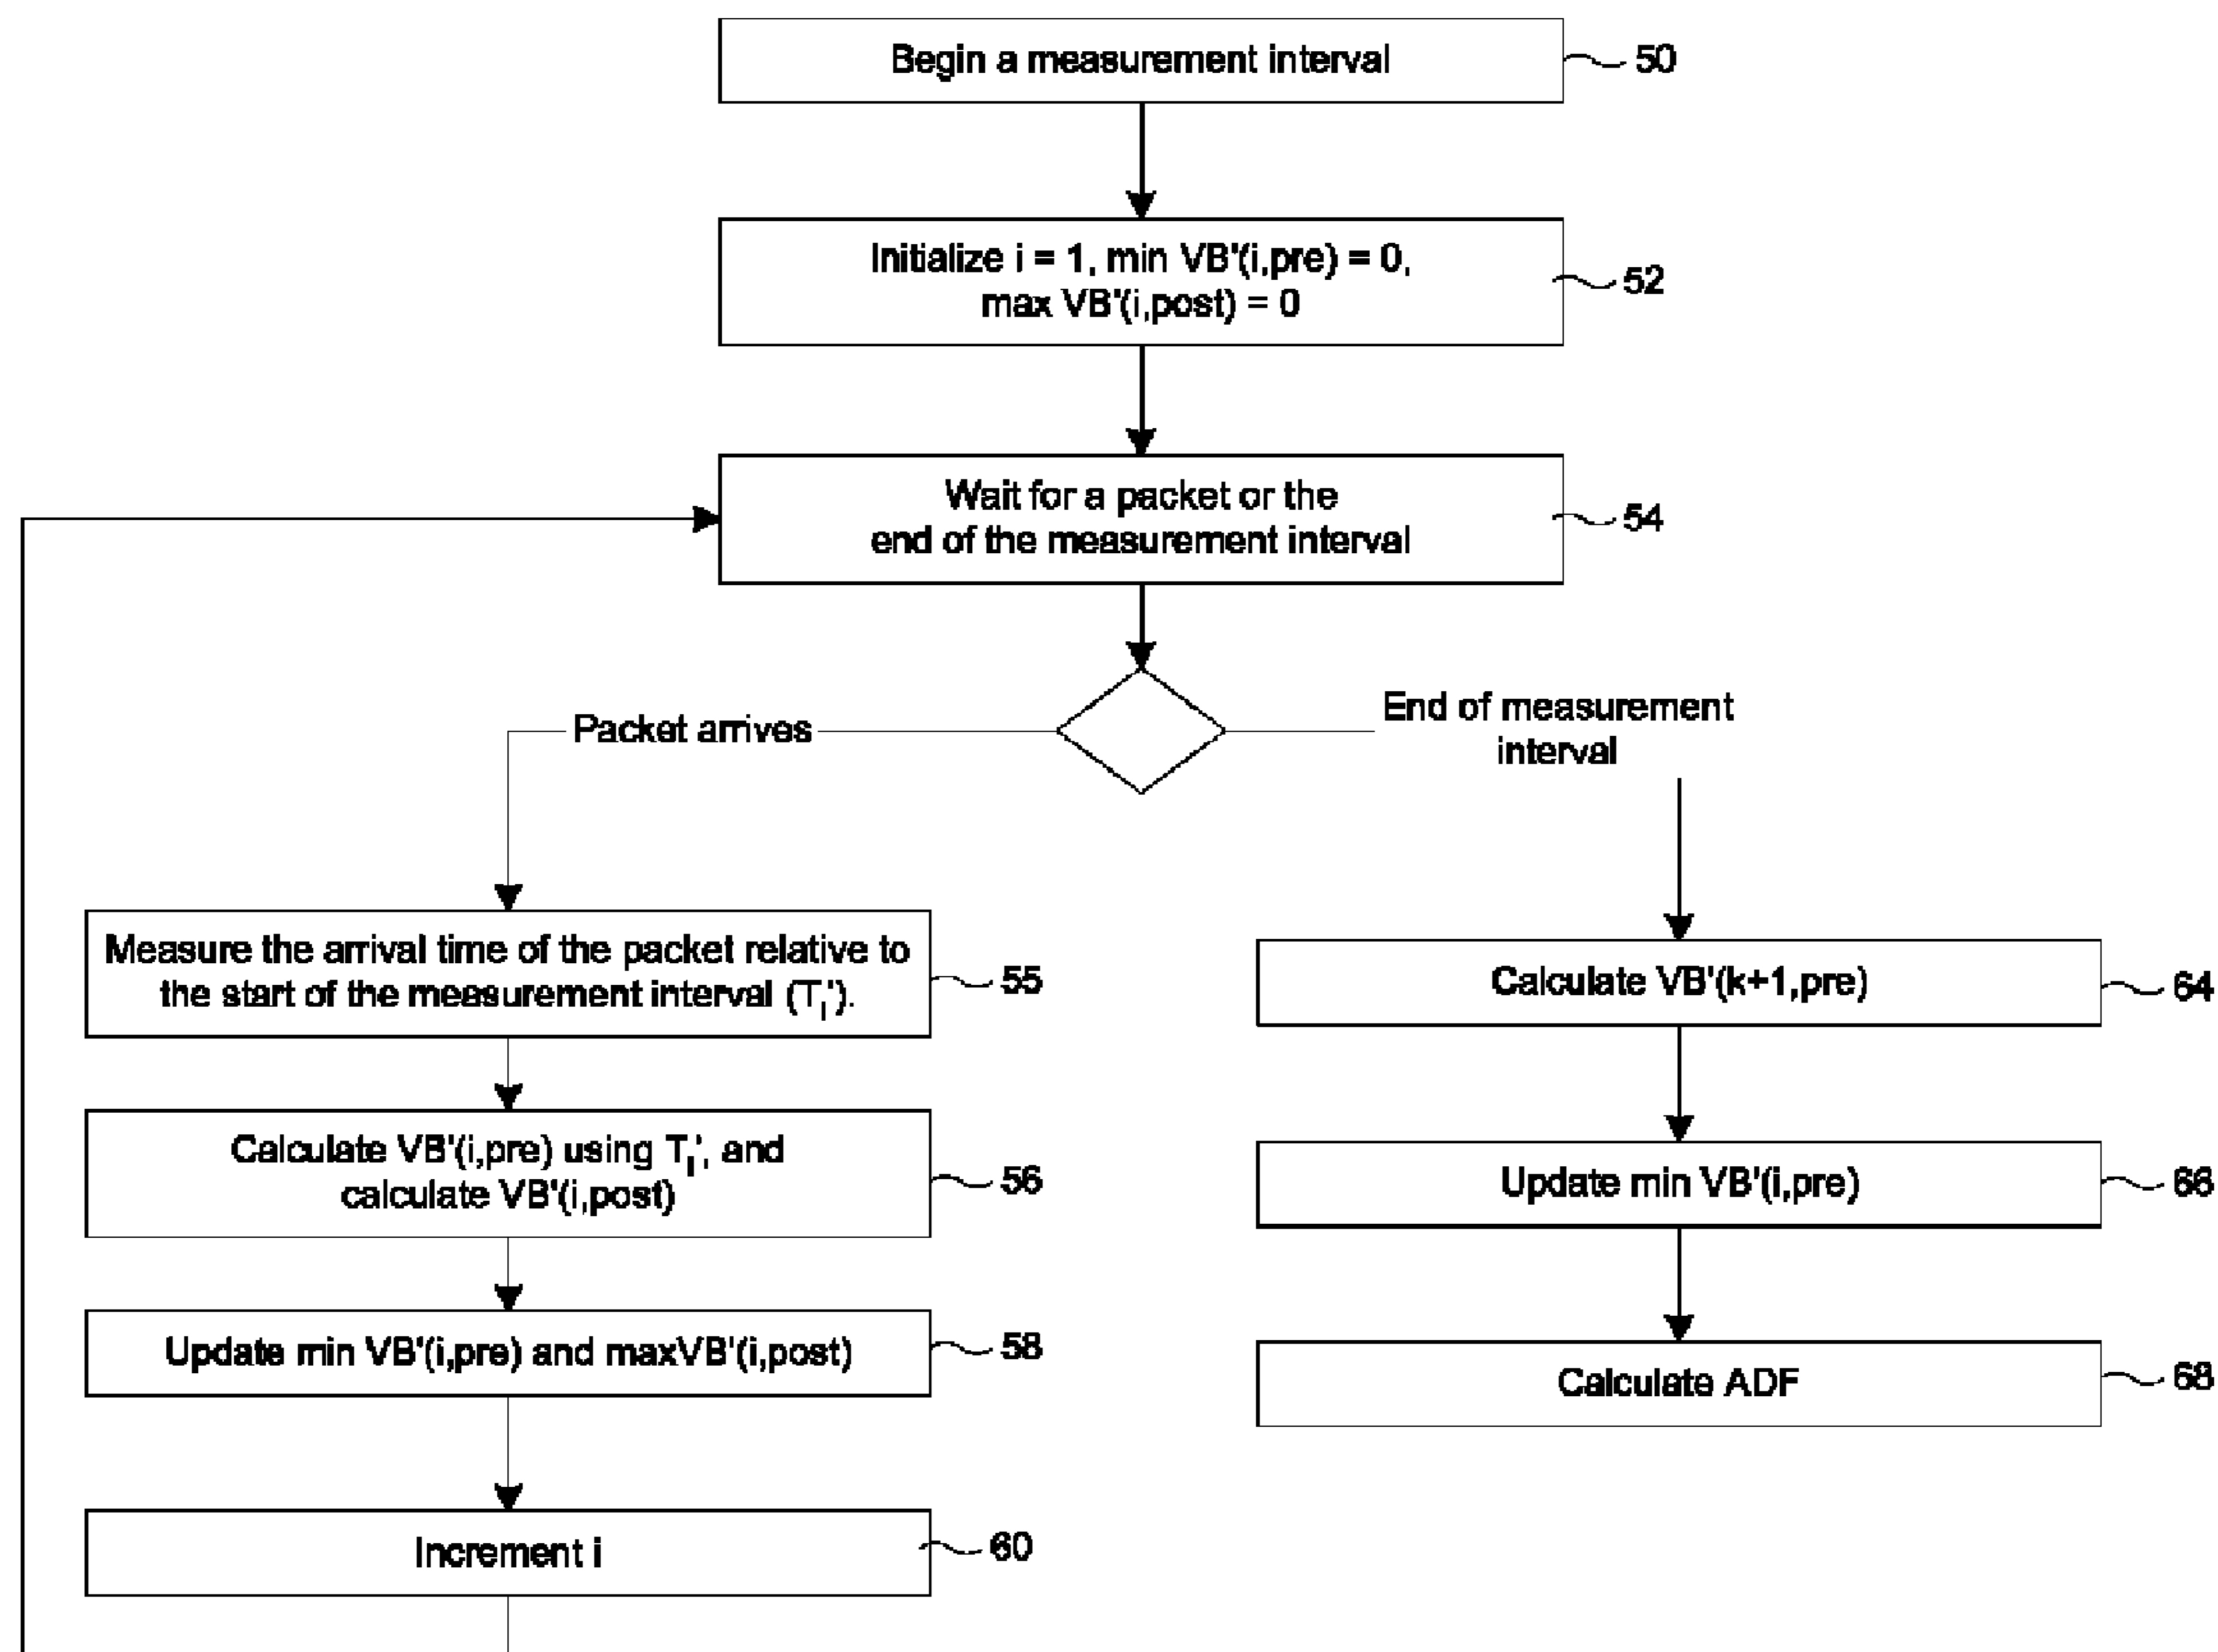 Begin a measurement interval
50
Initialize i = 1, min VB'(i,pre) = 0,
max VB'(i,post) = 0
52
Wait for a packet or the
end of the measurement interval
54
Packet arrives
End of measurement
interval
Measure the arrival time of the packet relative to
the start of the measurement interval (Ti').
55
Calculate VB'(i,pre) using Ti', and
calculate VB'(i,post)
56
Update min VB'(i,pre) and maxVB'(i,post)
58
Increment i
60
Calculate VB'(k+1,pre)
64
Update min VB'(i,pre)
66
Calculate ADF
68